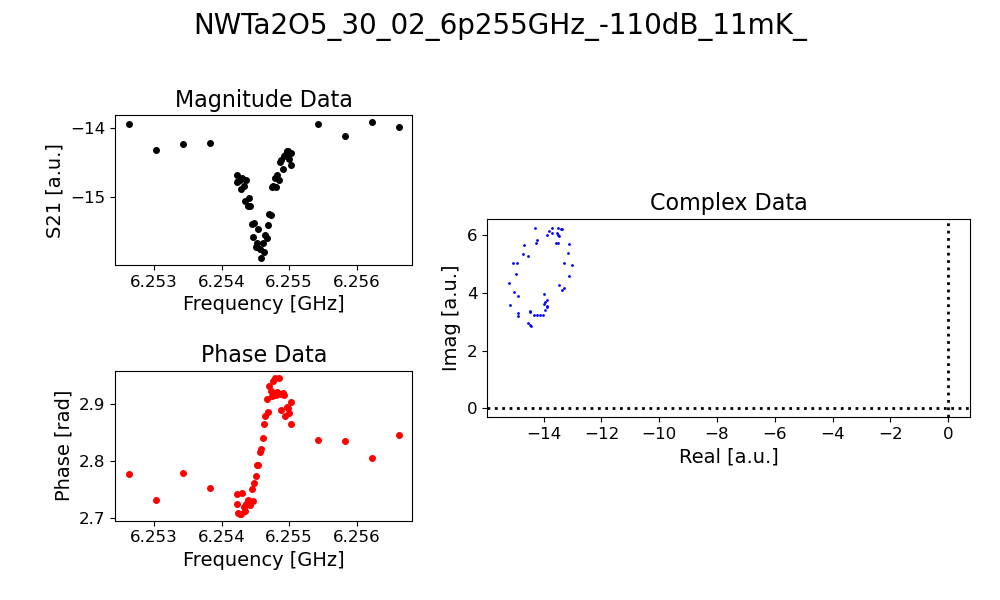 NWTa2O5_30_02_6p255GHz_-110dB_11mK_
Magnitude Data
S21 [a.u.]
−14
−15
6.253 6.254 6.255 6.256
Frequency [GHz]
Phase Data
Phase [rad]
2.9
2.8
2.7
6.253 6.254 6.255 6.256
Frequency [GHz]
Complex Data
Imag [a.u.]
6
4
2
0
−14 −12 −10 −8 −6 −4 −2 0
Real [a.u.]